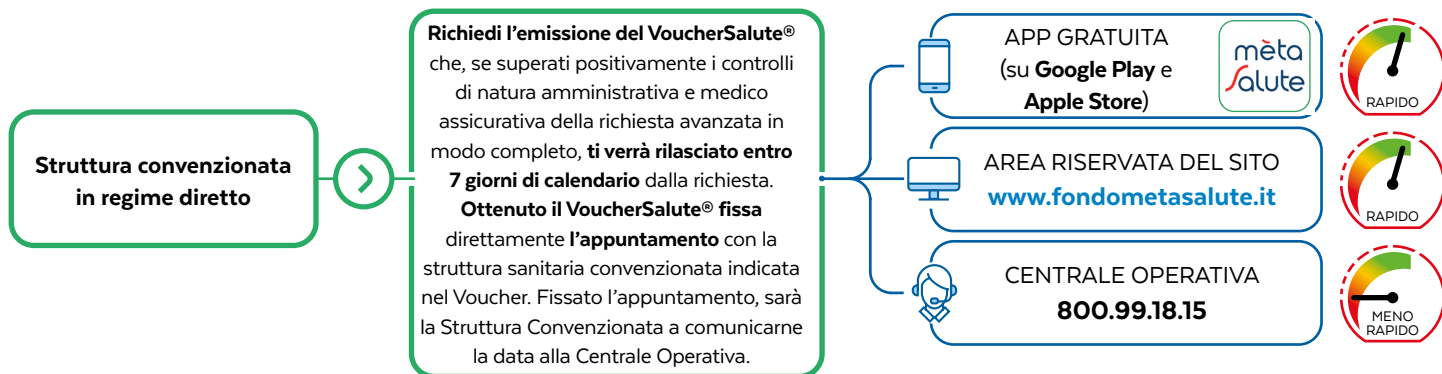 Struttura convenzionata
in regime diretto
Richiedi l'emissione del VoucherSalute®
che, se superati positivamente i controlli
di natura amministrativa e medico
assicurativa della richiesta avanzata in
modo completo, ti verrà rilasciato entro
7 giorni di calendario dalla richiesta.
Ottenuto il VoucherSalute® fissa
direttamente l'appuntamento con la
struttura sanitaria convenzionata indicata
nel Voucher. Fissato l'appuntamento, sarà
la Struttura Convenzionata a comunicarne
la data alla Centrale Operativa.
APP GRATUITA
(su Google Play e
Apple Store)
mèta
Salute
RAPIDO
AREA RISERVATA DEL SITO
www.fondometasalute.it
RAPIDO
CENTRALE OPERATIVA
800.99.18.15
MENO
RAPIDO